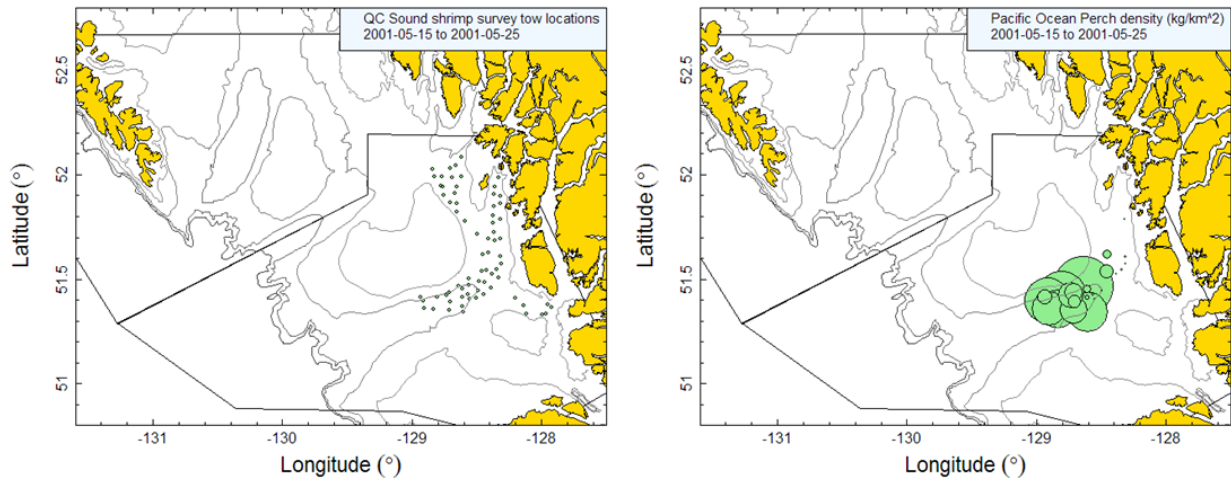 QC Sound shrimp survey tow locations
2001-05-15 to 2001-05-25
52.5
52
51.5
51
Latitude (°)
-131
-130
-129
-128
Longitude (°)
Pacific Ocean Perch density (kg/km^2)
2001-05-15 to 2001-05-25
52.5
52
51.5
51
Latitude (°)
-131
-130
-129
-128
Longitude (°)